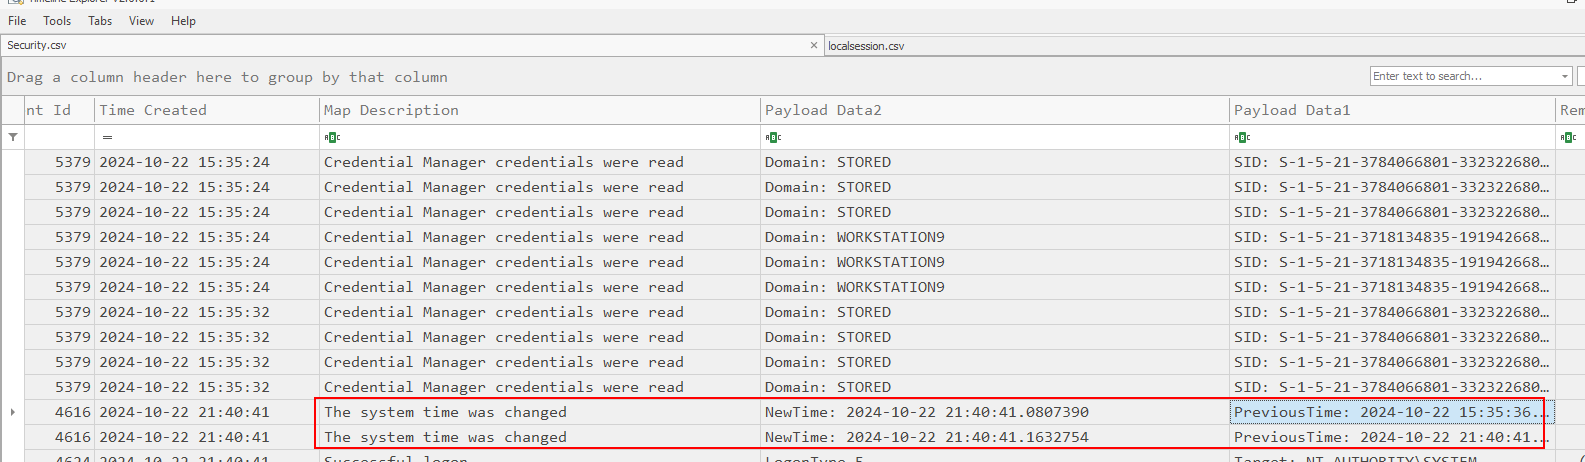 Timeline Explorer v2.0.0.1
File Tools Tabs View Help
Security.csv × localsession.csv
Drag a column header here to group by that column
Enter text to search...
nt Id Time Created Map Description Payload Data2 Payload Data1 Rem
= ABC ABC ABC ABC
5379 2024-10-22 15:35:24 Credential Manager credentials were read Domain: STORED SID: S-1-5-21-3784066801-332322680…
5379 2024-10-22 15:35:24 Credential Manager credentials were read Domain: STORED SID: S-1-5-21-3784066801-332322680…
5379 2024-10-22 15:35:24 Credential Manager credentials were read Domain: STORED SID: S-1-5-21-3784066801-332322680…
5379 2024-10-22 15:35:24 Credential Manager credentials were read Domain: WORKSTATION9 SID: S-1-5-21-3718134835-191942668…
5379 2024-10-22 15:35:24 Credential Manager credentials were read Domain: WORKSTATION9 SID: S-1-5-21-3718134835-191942668…
5379 2024-10-22 15:35:24 Credential Manager credentials were read Domain: WORKSTATION9 SID: S-1-5-21-3718134835-191942668…
5379 2024-10-22 15:35:32 Credential Manager credentials were read Domain: STORED SID: S-1-5-21-3784066801-332322680…
5379 2024-10-22 15:35:32 Credential Manager credentials were read Domain: STORED SID: S-1-5-21-3784066801-332322680…
5379 2024-10-22 15:35:32 Credential Manager credentials were read Domain: STORED SID: S-1-5-21-3784066801-332322680…
5379 2024-10-22 15:35:32 Credential Manager credentials were read Domain: STORED SID: S-1-5-21-3784066801-332322680…
4616 2024-10-22 21:40:41 The system time was changed NewTime: 2024-10-22 21:40:41.0807390 PreviousTime: 2024-10-22 15:35:36…
4616 2024-10-22 21:40:41 The system time was changed NewTime: 2024-10-22 21:40:41.1632754 PreviousTime: 2024-10-22 21:40:41…
4624 2024-10-22 21:40:41 Successful logon LogonType 5 Target: NT AUTHORITY\SYSTEM